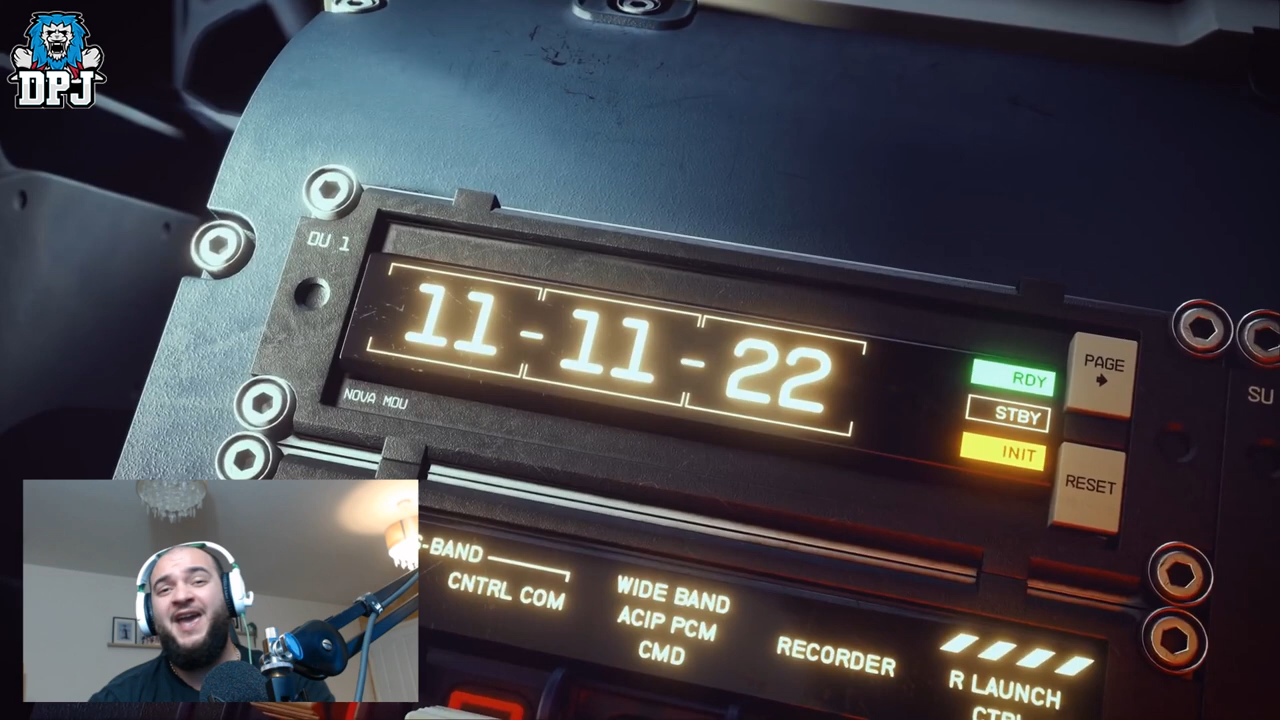 DPJ
DU 1
11-11-22
RDY
STBY
INIT
PAGE
RESET
NOVA MDU
SU
S-BAND
CNTRL COM
WIDE BAND
ACIP PCM
CMD
RECORDER
R LAUNCH
CTRL